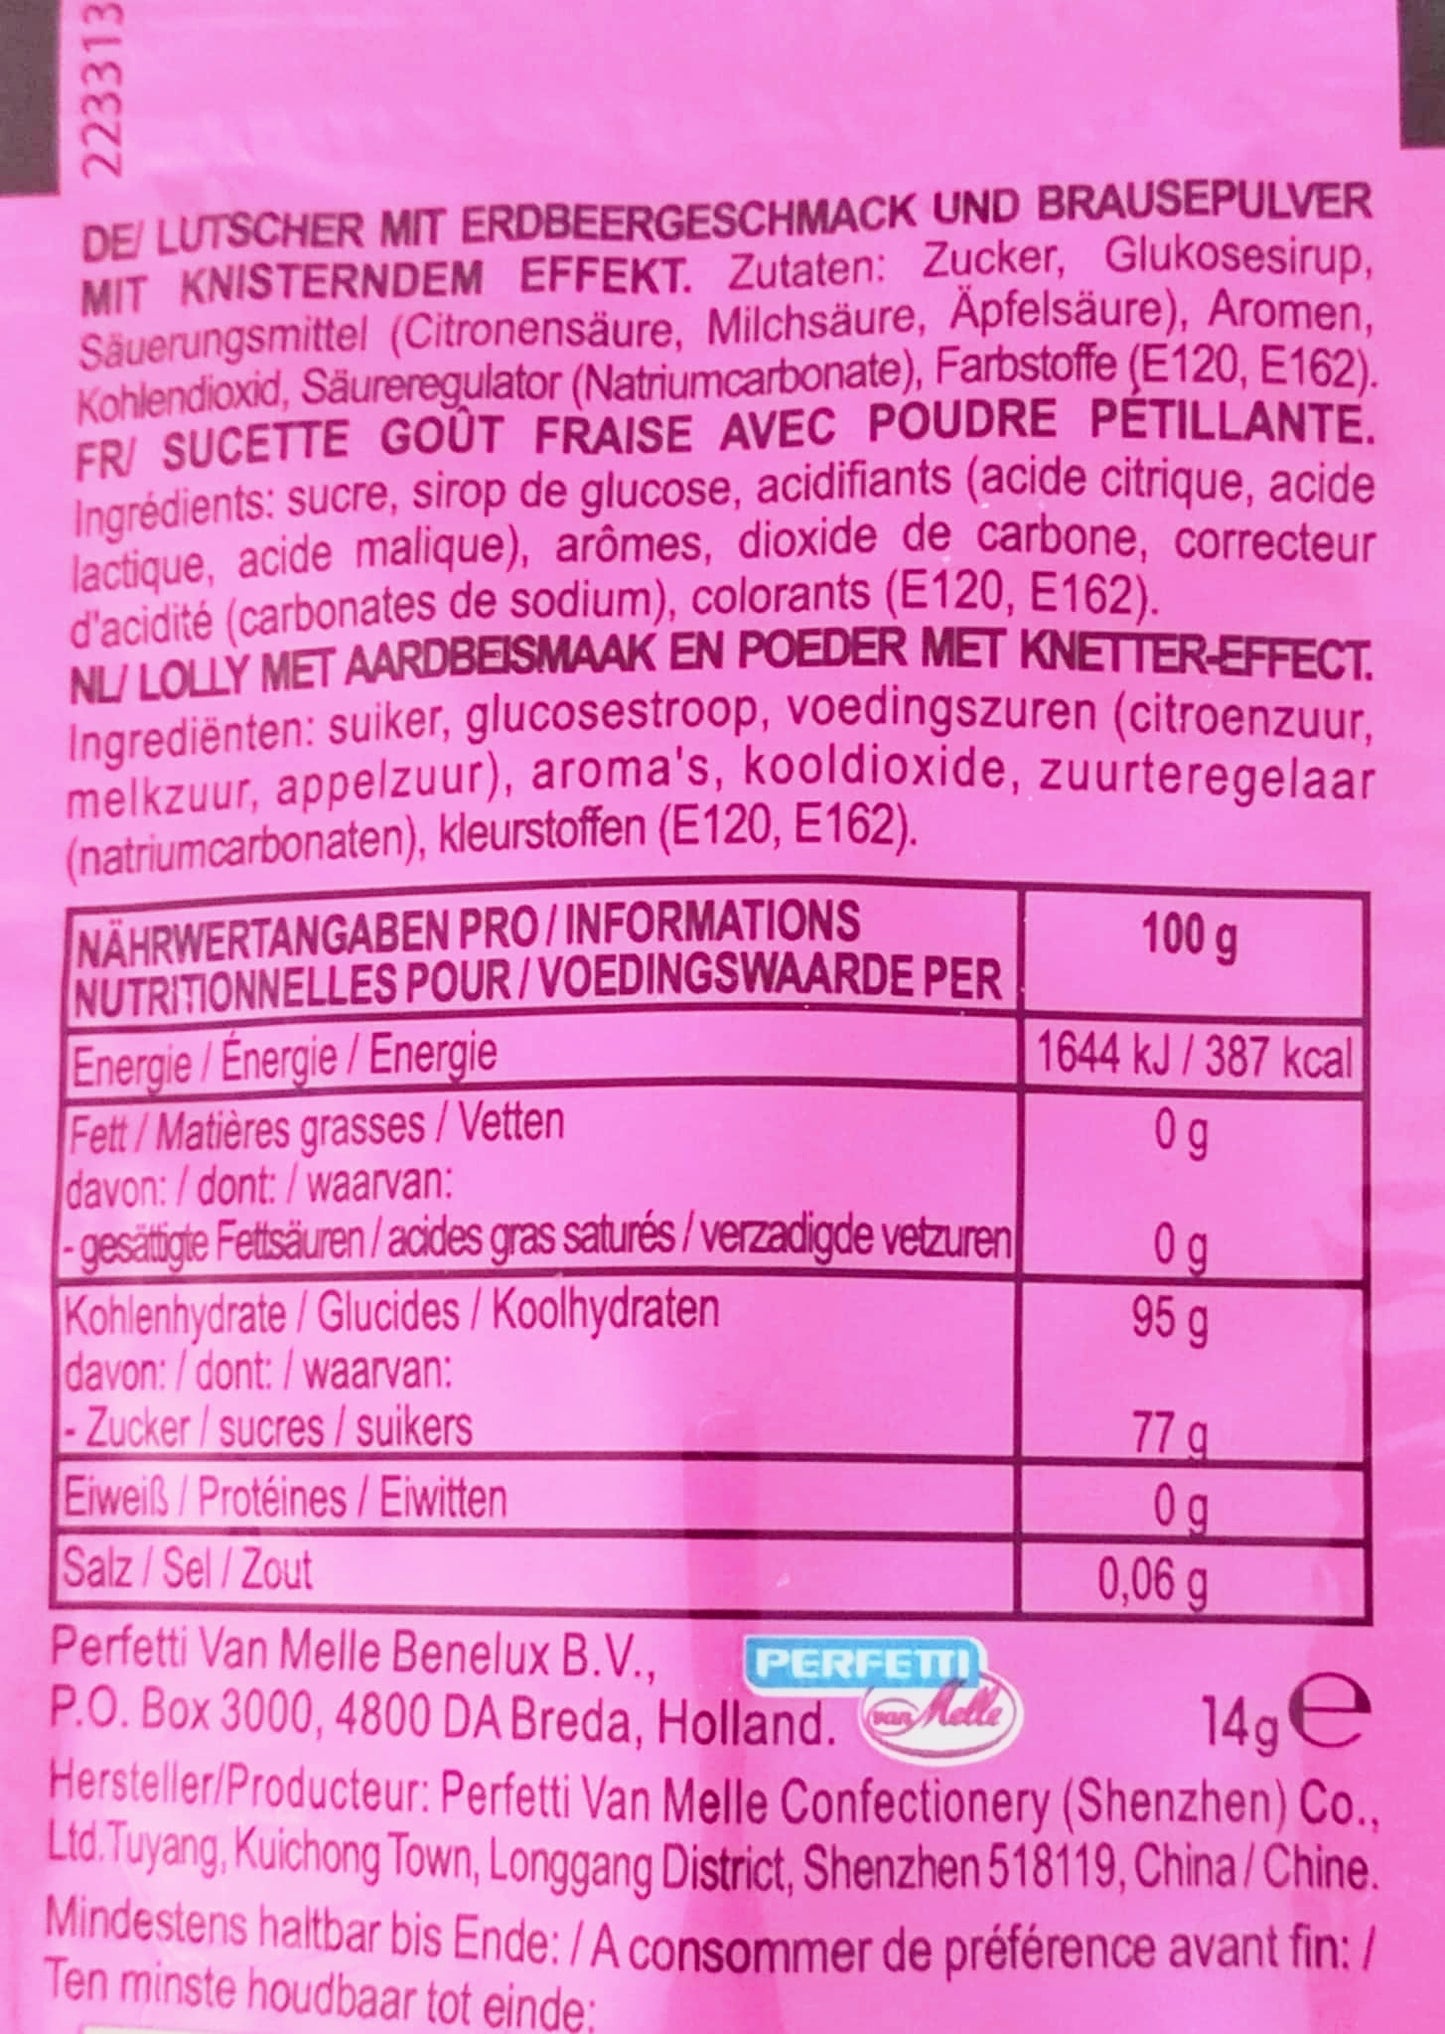 223313
DE/ LUTSCHER MIT ERDBEERGESCHMACK UND BRAUSEPULVER
MIT KNISTERNDEM EFFEKT. Zutaten: Zucker, Glukosesirup,
Säuerungsmittel (Citronensäure, Milchsäure, Äpfelsäure), Aromen,
Kohlendioxid, Säureregulator (Natriumcarbonate), Farbstoffe (E120, E162).
FR/ SUCETTE GOÛT FRAISE AVEC POUDRE PÉTILLANTE.
Ingrédients: sucre, sirop de glucose, acidifiants (acide citrique, acide
lactique, acide malique), arômes, dioxide de carbone, correcteur
d'acidité (carbonates de sodium), colorants (E120, E162).
NL/ LOLLY MET AARDBEISMAAK EN POEDER MET KNETTER-EFFECT.
Ingrediënten: suiker, glucosestroop, voedingszuren (citroenzuur,
melkzuur, appelzuur), aroma's, kooldioxide, zuurteregelaar
(natriumcarbonaten), kleurstoffen (E120, E162).
NÄHRWERTANGABEN PRO / INFORMATIONS
NUTRITIONNELLES POUR / VOEDINGSWAARDE PER 100 g
Energie / Énergie / Energie 1644 kJ / 387 kcal
Fett / Matières grasses / Vetten 0 g
davon: / dont: / waarvan:
- gesättigte Fettsäuren / acides gras saturés / verzadigde vetzuren 0 g
Kohlenhydrate / Glucides / Koolhydraten 95 g
davon: / dont: / waarvan:
- Zucker / sucres / suikers 77 g
Eiweiß / Protéines / Eiwitten 0 g
Salz / Sel / Zout 0,06 g
Perfetti Van Melle Benelux B.V.,
P.O. Box 3000, 4800 DA Breda, Holland.
PERFETTI
van Melle
14g e
Hersteller/Producteur: Perfetti Van Melle Confectionery (Shenzhen) Co.,
Ltd.Tuyang, Kuichong Town, Longgang District, Shenzhen 518119, China / Chine.
Mindestens haltbar bis Ende: / A consommer de préférence avant fin: /
Ten minste houdbaar tot einde: